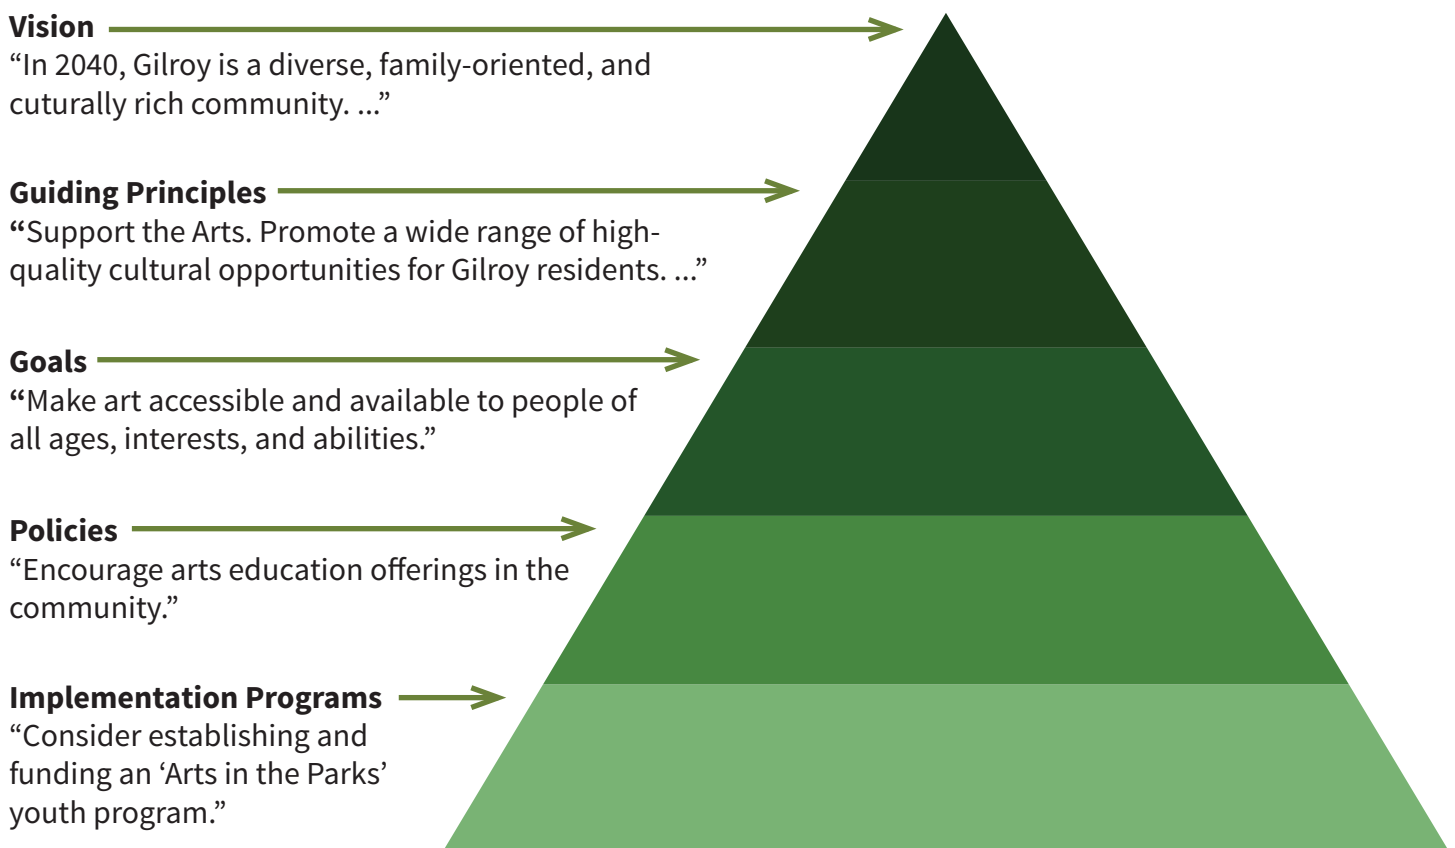 Vision
“In 2040, Gilroy is a diverse, family-oriented, and
cuturally rich community. ...”
Guiding Principles
“Support the Arts. Promote a wide range of high-
quality cultural opportunities for Gilroy residents. ...”
Goals
“Make art accessible and available to people of
all ages, interests, and abilities.”
Policies
“Encourage arts education offerings in the
community.”
Implementation Programs
“Consider establishing and
funding an ‘Arts in the Parks’
youth program.”